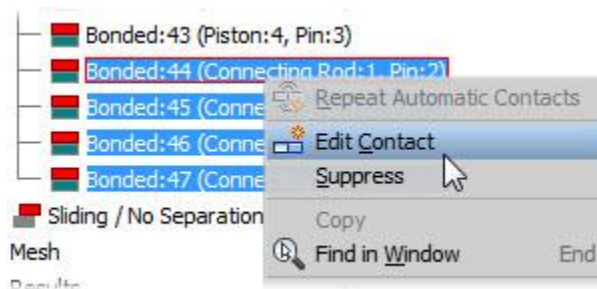 Bonded:43 (Piston:4, Pin:3)
Bonded:44 (Connecting Rod:1, Pin:2)
Bonded:45 (Conne
Bonded:46 (Conne
Bonded:47 (Conne
Sliding / No Separation
Mesh
Results
Repeat Automatic Contacts
Edit Contact
Suppress
Copy
Find in Window End